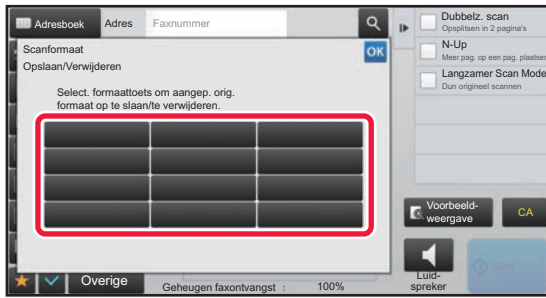 Adresboek
Adres
Faxnummer
Scanformaat
OK
Opslaan/Verwijderen
Select. formaattoets om aangep. orig.
formaat op te slaan/te verwijderen.
Dubbelz. scan
Opsplitsen in 2 pagina's
N-Up
Meer pag. op een pag. plaatsen
Langzamer Scan Mode
Dun origineel scannen
Voorbeeld-
weergave
CA
Overige
Geheugen faxontvangst : 100%
Luid-
spreker
Start